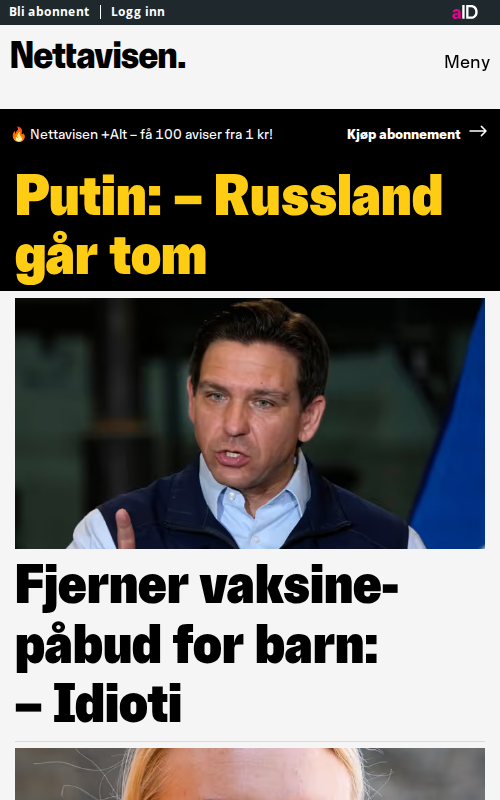 Bli abonnent | Logg inn
aID
Nettavisen.
Meny
🔥 Nettavisen +Alt – få 100 aviser fra 1 kr!
Kjøp abonnement →
Putin: – Russland
går tom
Fjerner vaksine-
påbud for barn:
– Idioti